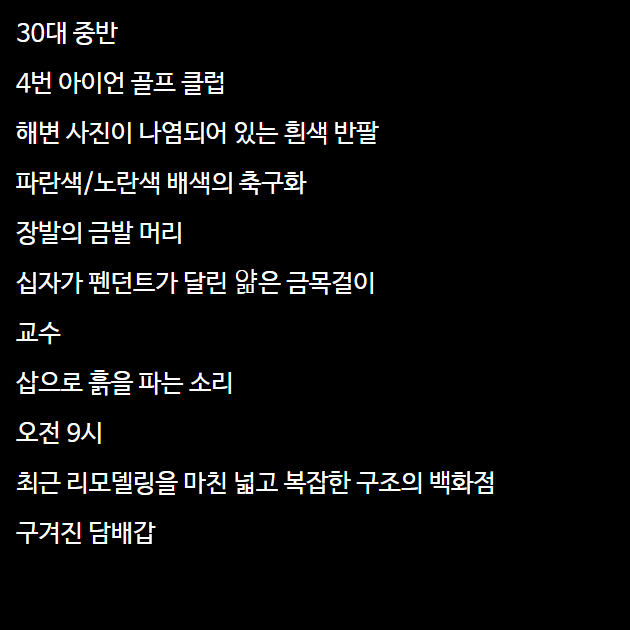 30대 중반
4번 아이언 골프 클럽
해변 사진이 나염되어 있는 흰색 반팔
파란색/노란색 배색의 축구화
장발의 금발 머리
십자가 펜던트가 달린 얇은 금목걸이
교수
삽으로 흙을 파는 소리
오전 9시
최근 리모델링을 마친 넓고 복잡한 구조의 백화점
구겨진 담배갑